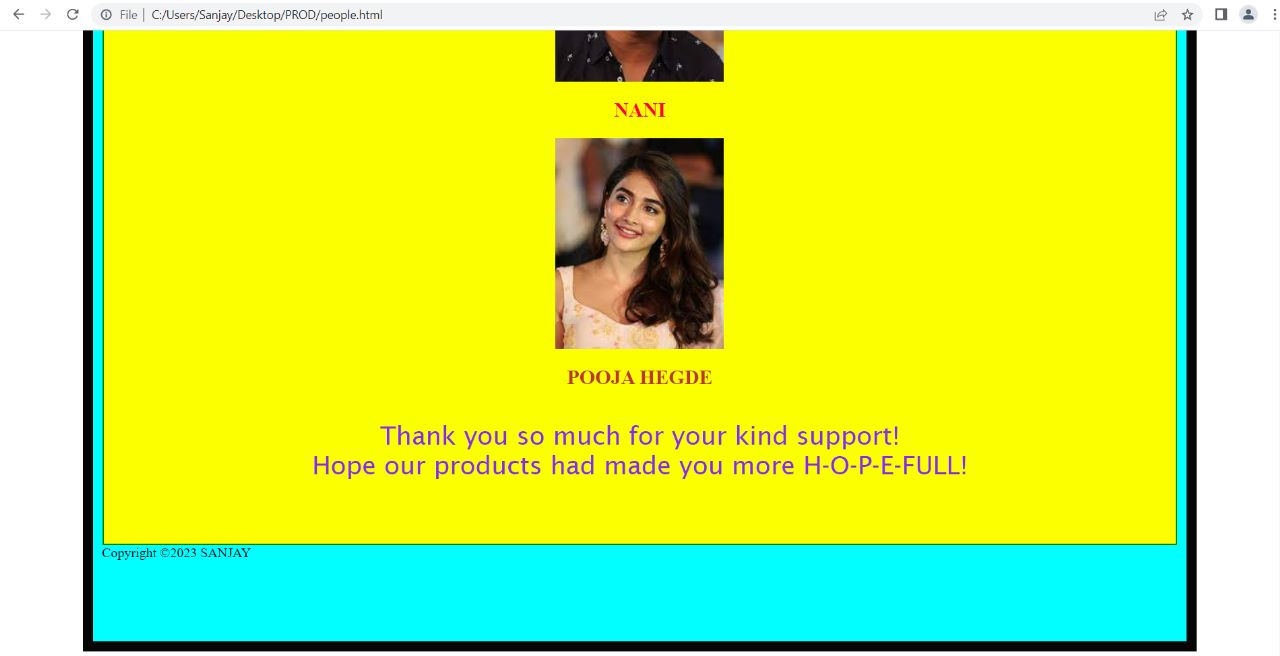 File | C:/Users/Sanjay/Desktop/PROD/people.html
NANI
POOJA HEGDE
Thank you so much for your kind support!
Hope our products had made you more H-O-P-E-FULL!
Copyright ©2023 SANJAY